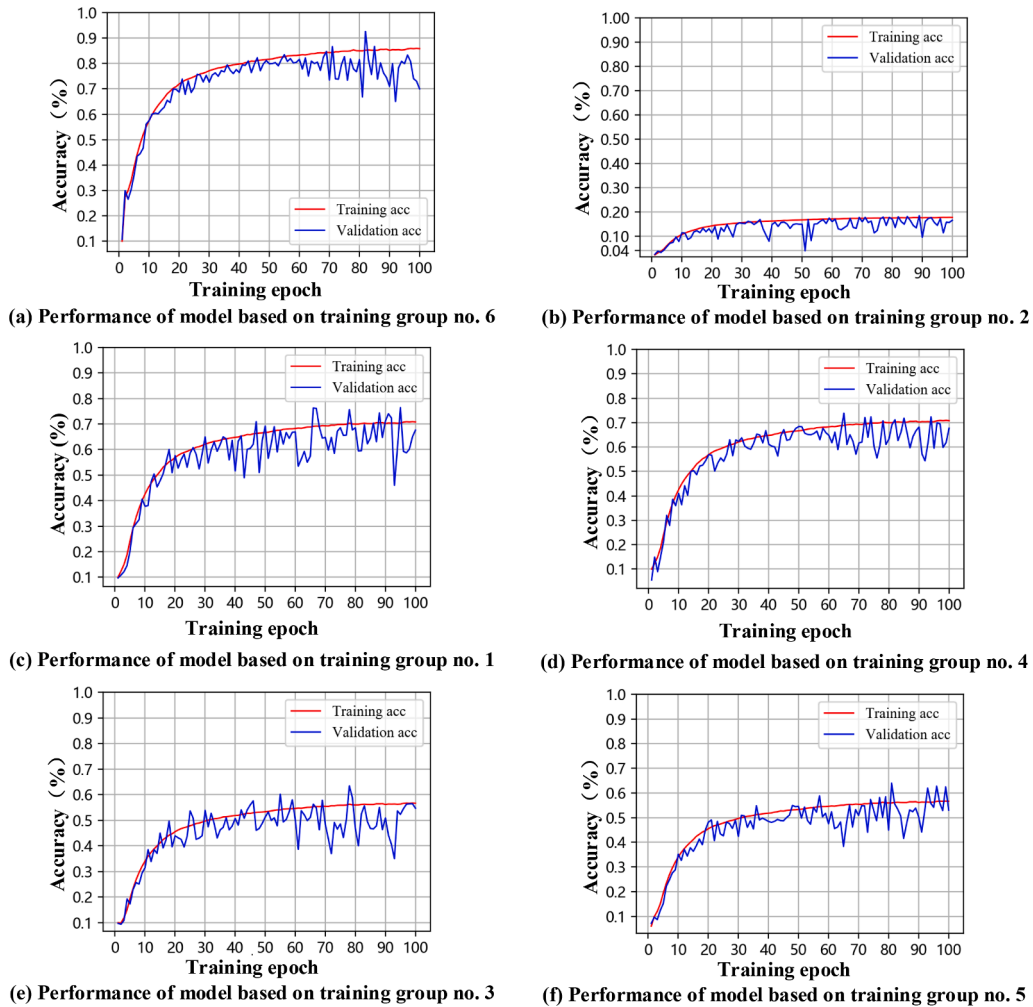 1.0
0.9
0.8
0.7
0.6
0.5
0.4
0.3
0.2
0.1
Accuracy (%)
Training acc
Validation acc
0 10 20 30 40 50 60 70 80 90 100
Training epoch
(a) Performance of model based on training group no. 6
1.00
0.90
0.80
0.70
0.60
0.50
0.40
0.30
0.20
0.10
0.04
Accuracy (%)
Training acc
Validation acc
0 10 20 30 40 50 60 70 80 90 100
Training epoch
(b) Performance of model based on training group no. 2
1.0
0.9
0.8
0.7
0.6
0.5
0.4
0.3
0.2
0.1
Accuracy (%)
Training acc
Validation acc
0 10 20 30 40 50 60 70 80 90 100
Training epoch
(c) Performance of model based on training group no. 1
1.0
0.9
0.8
0.7
0.6
0.5
0.4
0.3
0.2
0.1
Accuracy (%)
Training acc
Validation acc
0 10 20 30 40 50 60 70 80 90 100
Training epoch
(d) Performance of model based on training group no. 4
1.0
0.9
0.8
0.7
0.6
0.5
0.4
0.3
0.2
0.1
Accuracy (%)
Training acc
Validation acc
0 10 20 30 40 50 60 70 80 90 100
Training epoch
(e) Performance of model based on training group no. 3
1.0
0.9
0.8
0.7
0.6
0.5
0.4
0.3
0.2
0.1
Accuracy (%)
Training acc
Validation acc
0 10 20 30 40 50 60 70 80 90 100
Training epoch
(f) Performance of model based on training group no. 5